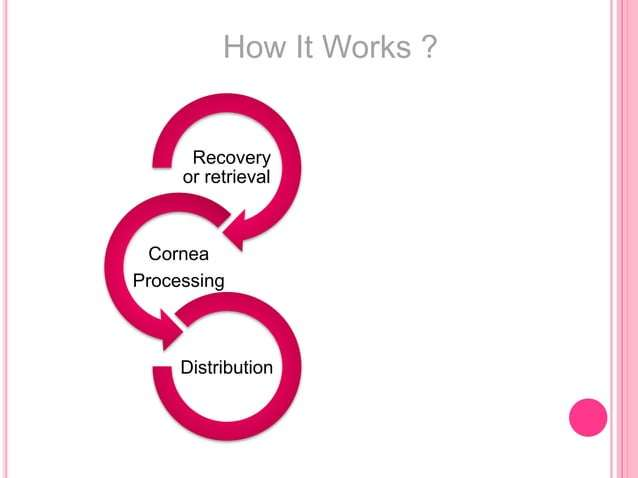 How It Works ?
Recovery
or retrieval
Cornea
Processing
Distribution